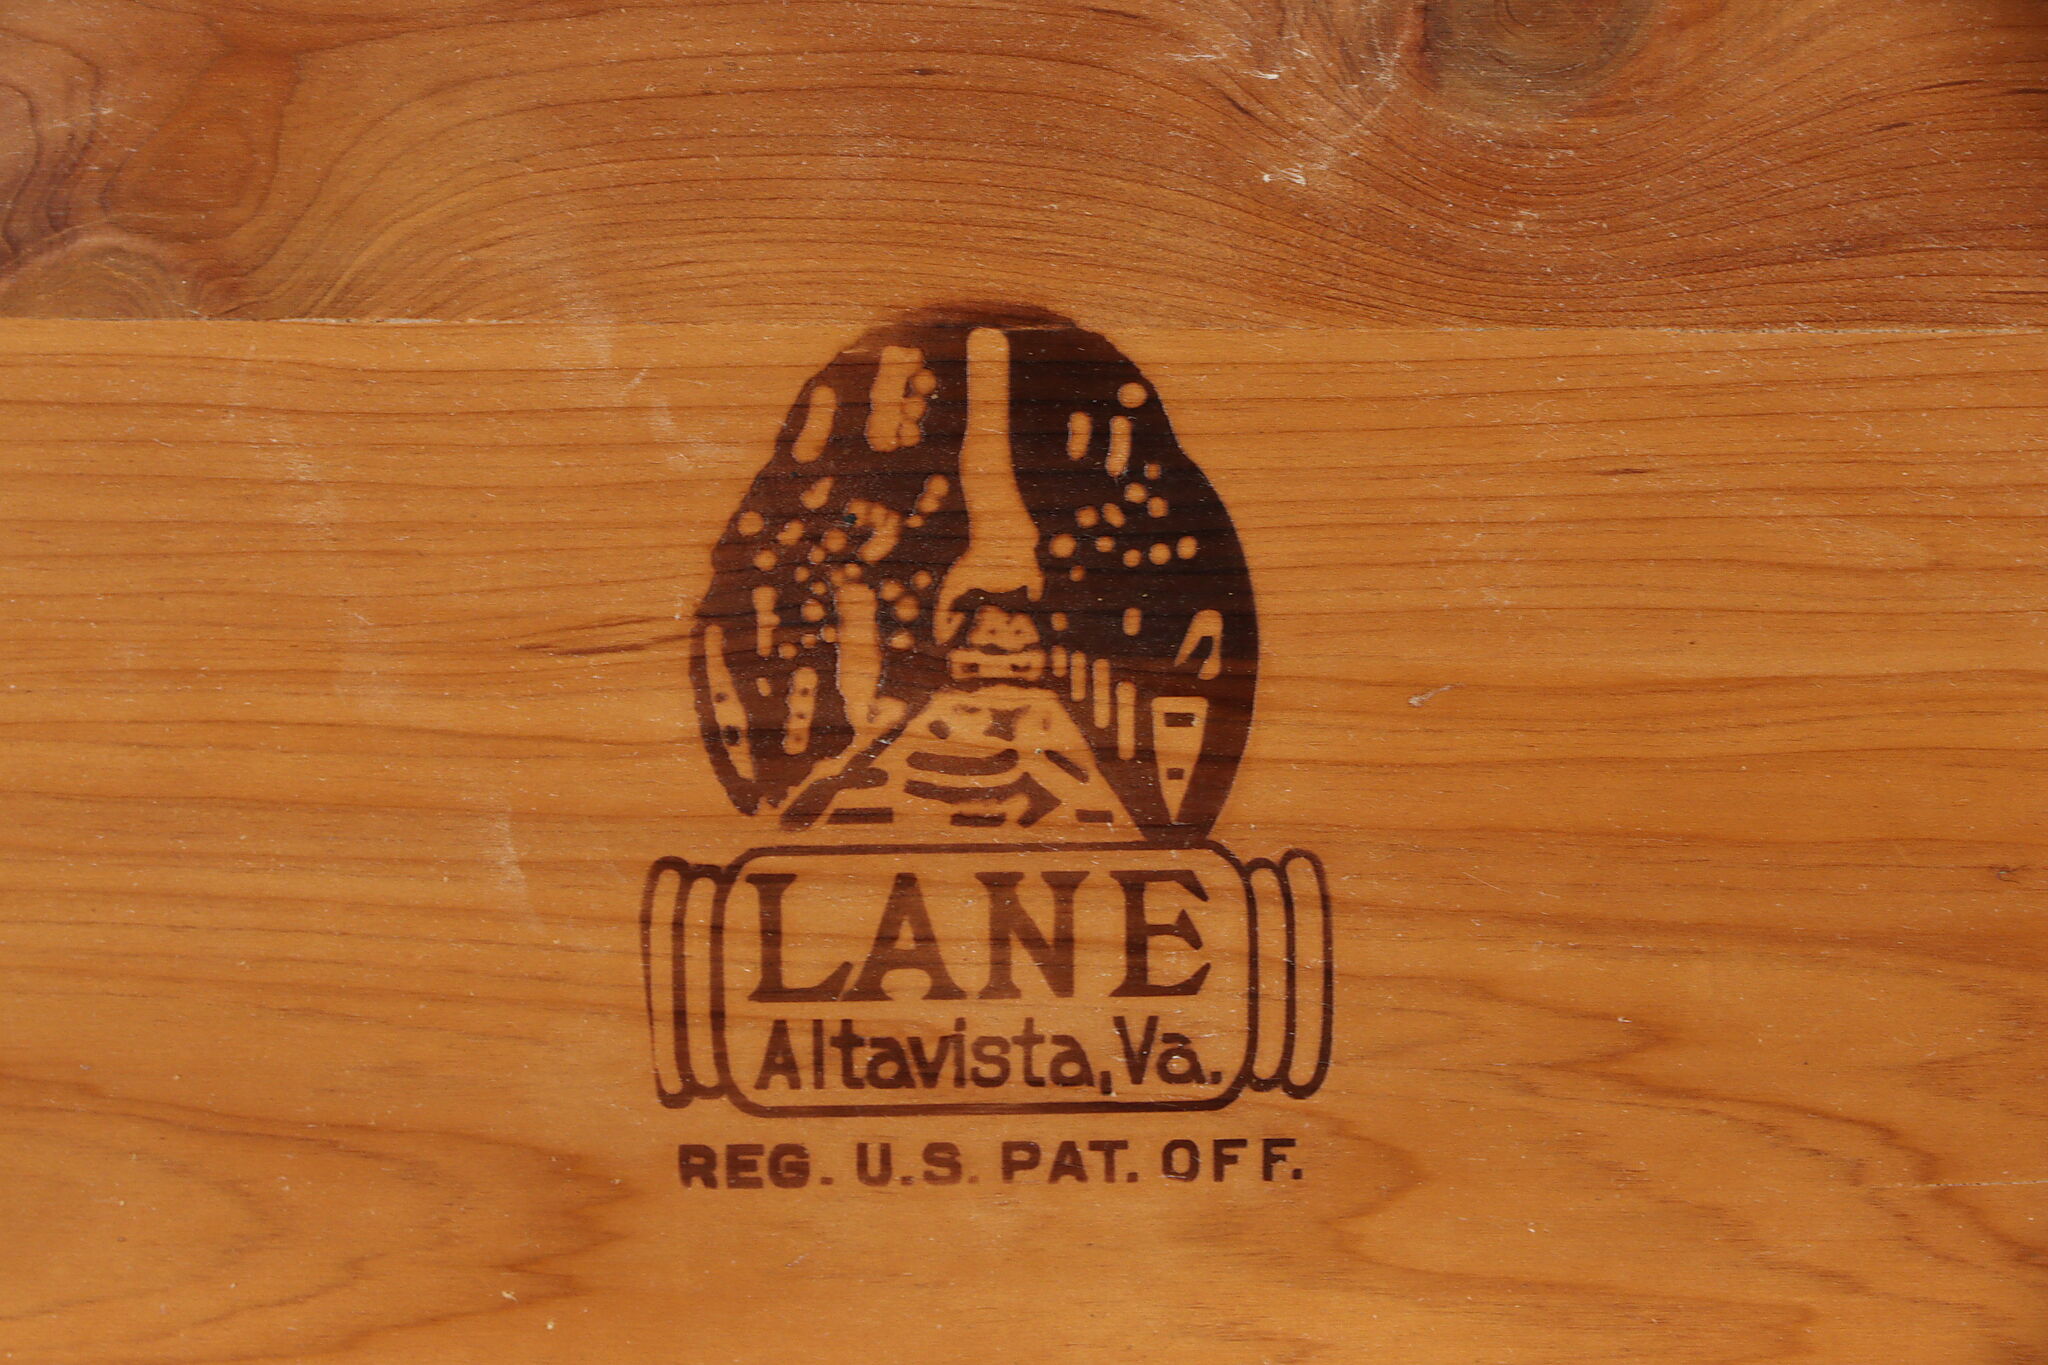 LANE
Altavista, Va.
REG. U.S. PAT. OFF.